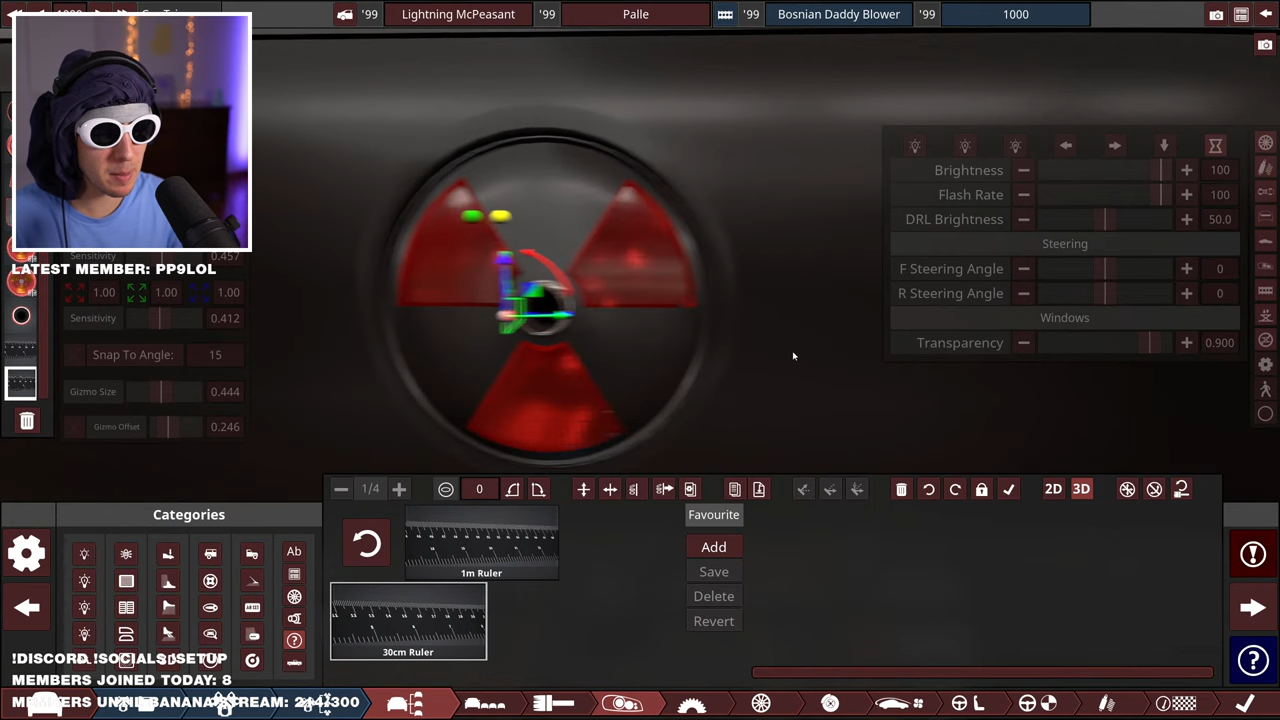 '99 Lightning McPeasant '99 Palle '99 Bosnian Daddy Blower '99 1000
LATEST MEMBER: PP9LOL
Sensitivity 0.457
1.00 1.00 1.00
Sensitivity 0.412
Snap To Angle: 15
Gizmo Size 0.444
Gizmo Offset 0.246
Brightness 100
Flash Rate 100
DRL Brightness 50.0
Steering
F Steering Angle 0
R Steering Angle 0
Windows
Transparency 0.900
1/4 0 2D 3D
Categories
Ab
1m Ruler
30cm Ruler
Favourite
Add
Save
Delete
Revert
!DISCORD !SOCIALS !SETUP
MEMBERS JOINED TODAY: 8